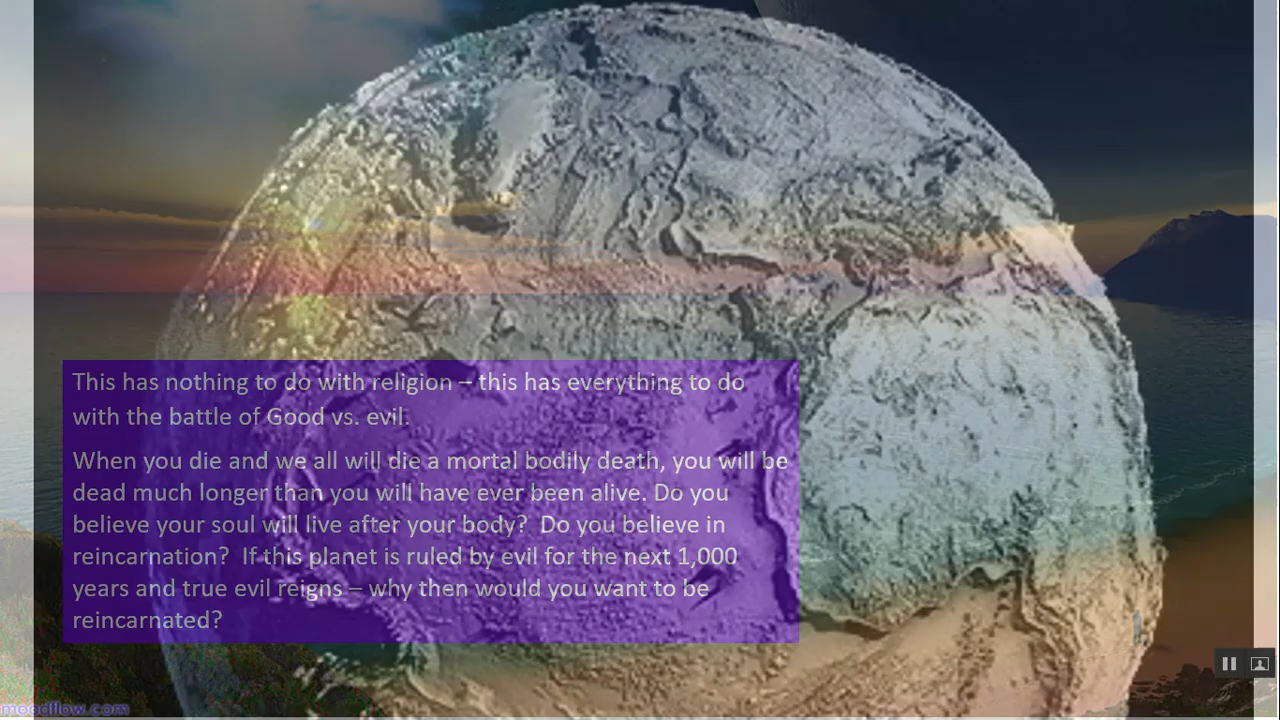 This has nothing to do with religion – this has everything to do
with the battle of Good vs. evil.
When you die and we all will die a mortal bodily death, you will be
dead much longer than you will have ever been alive. Do you
believe your soul will live after your body?  Do you believe in
reincarnation?  If this planet is ruled by evil for the next 1,000
years and true evil reigns – why then would you want to be
reincarnated?
moodflow.com